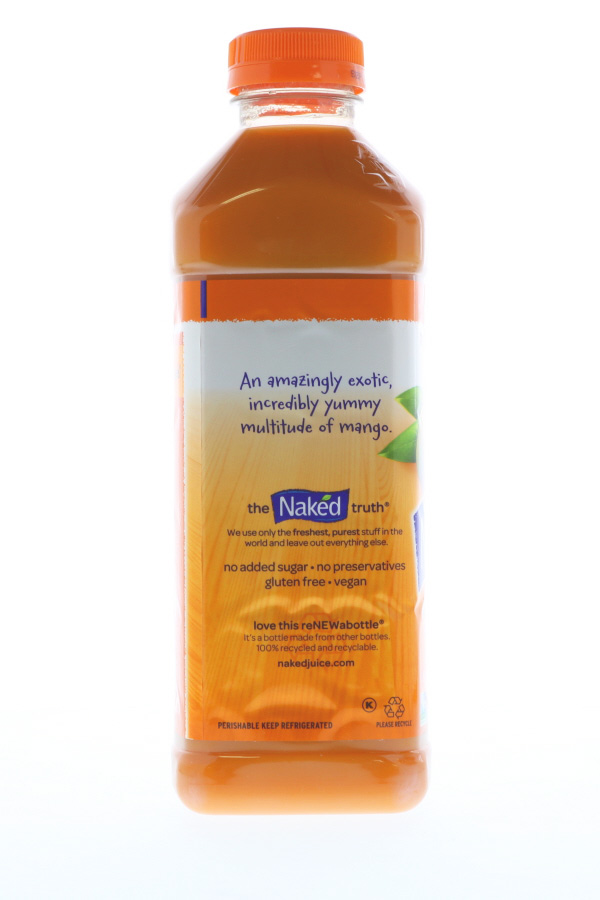 An amazingly exotic,
incredibly yummy
multitude of mango.
the Naked truth®
We use only the freshest, purest stuff in the
world and leave out everything else.
no added sugar • no preservatives
gluten free • vegan
love this reNEWabottle®
It's a bottle made from other bottles.
100% recycled and recyclable.
nakedjuice.com
K
PERISHABLE KEEP REFRIGERATED
PLEASE RECYCLE